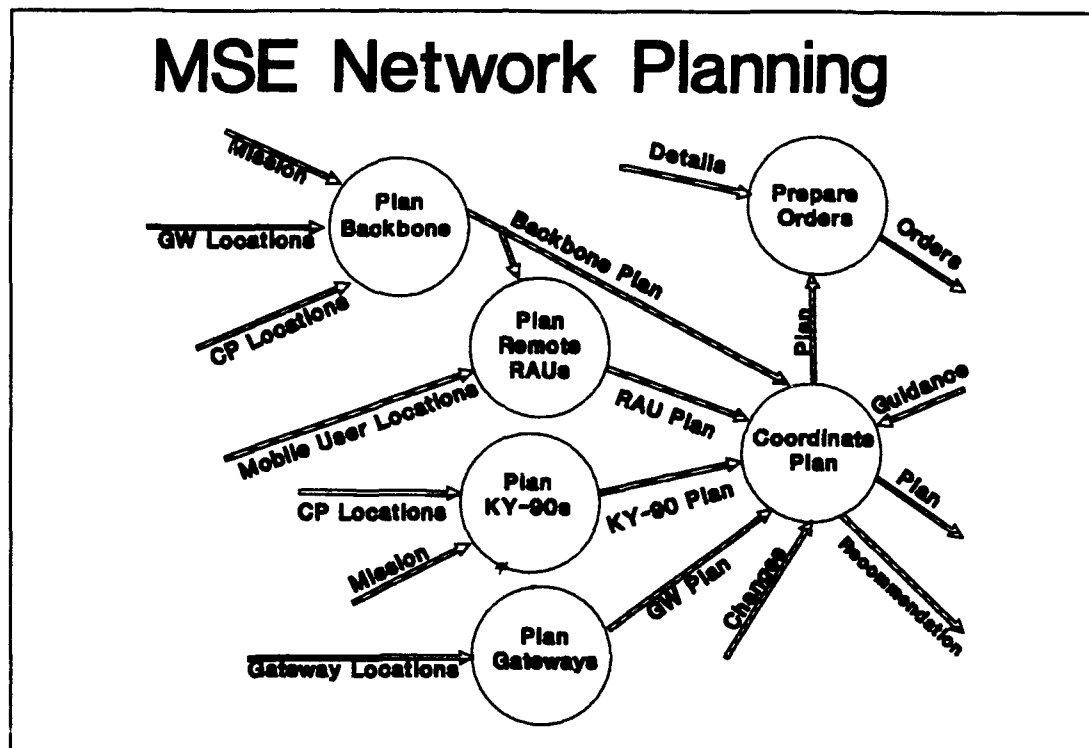 MSE Network Planning
Mission
GW Locations
CP Locations
Plan
Backbone
Backbone Plan
Details
Prepare
Orders
Orders
Plan
Plan
Remote
RAUs
Mobile User Locations
RAU Plan
Guidance
Coordinate
Plan
Plan
Recommendation
Changes
CP Locations
Mission
Plan
KY-90s
KY-90 Plan
Gateway Locations
Plan
Gateways
GW Plan